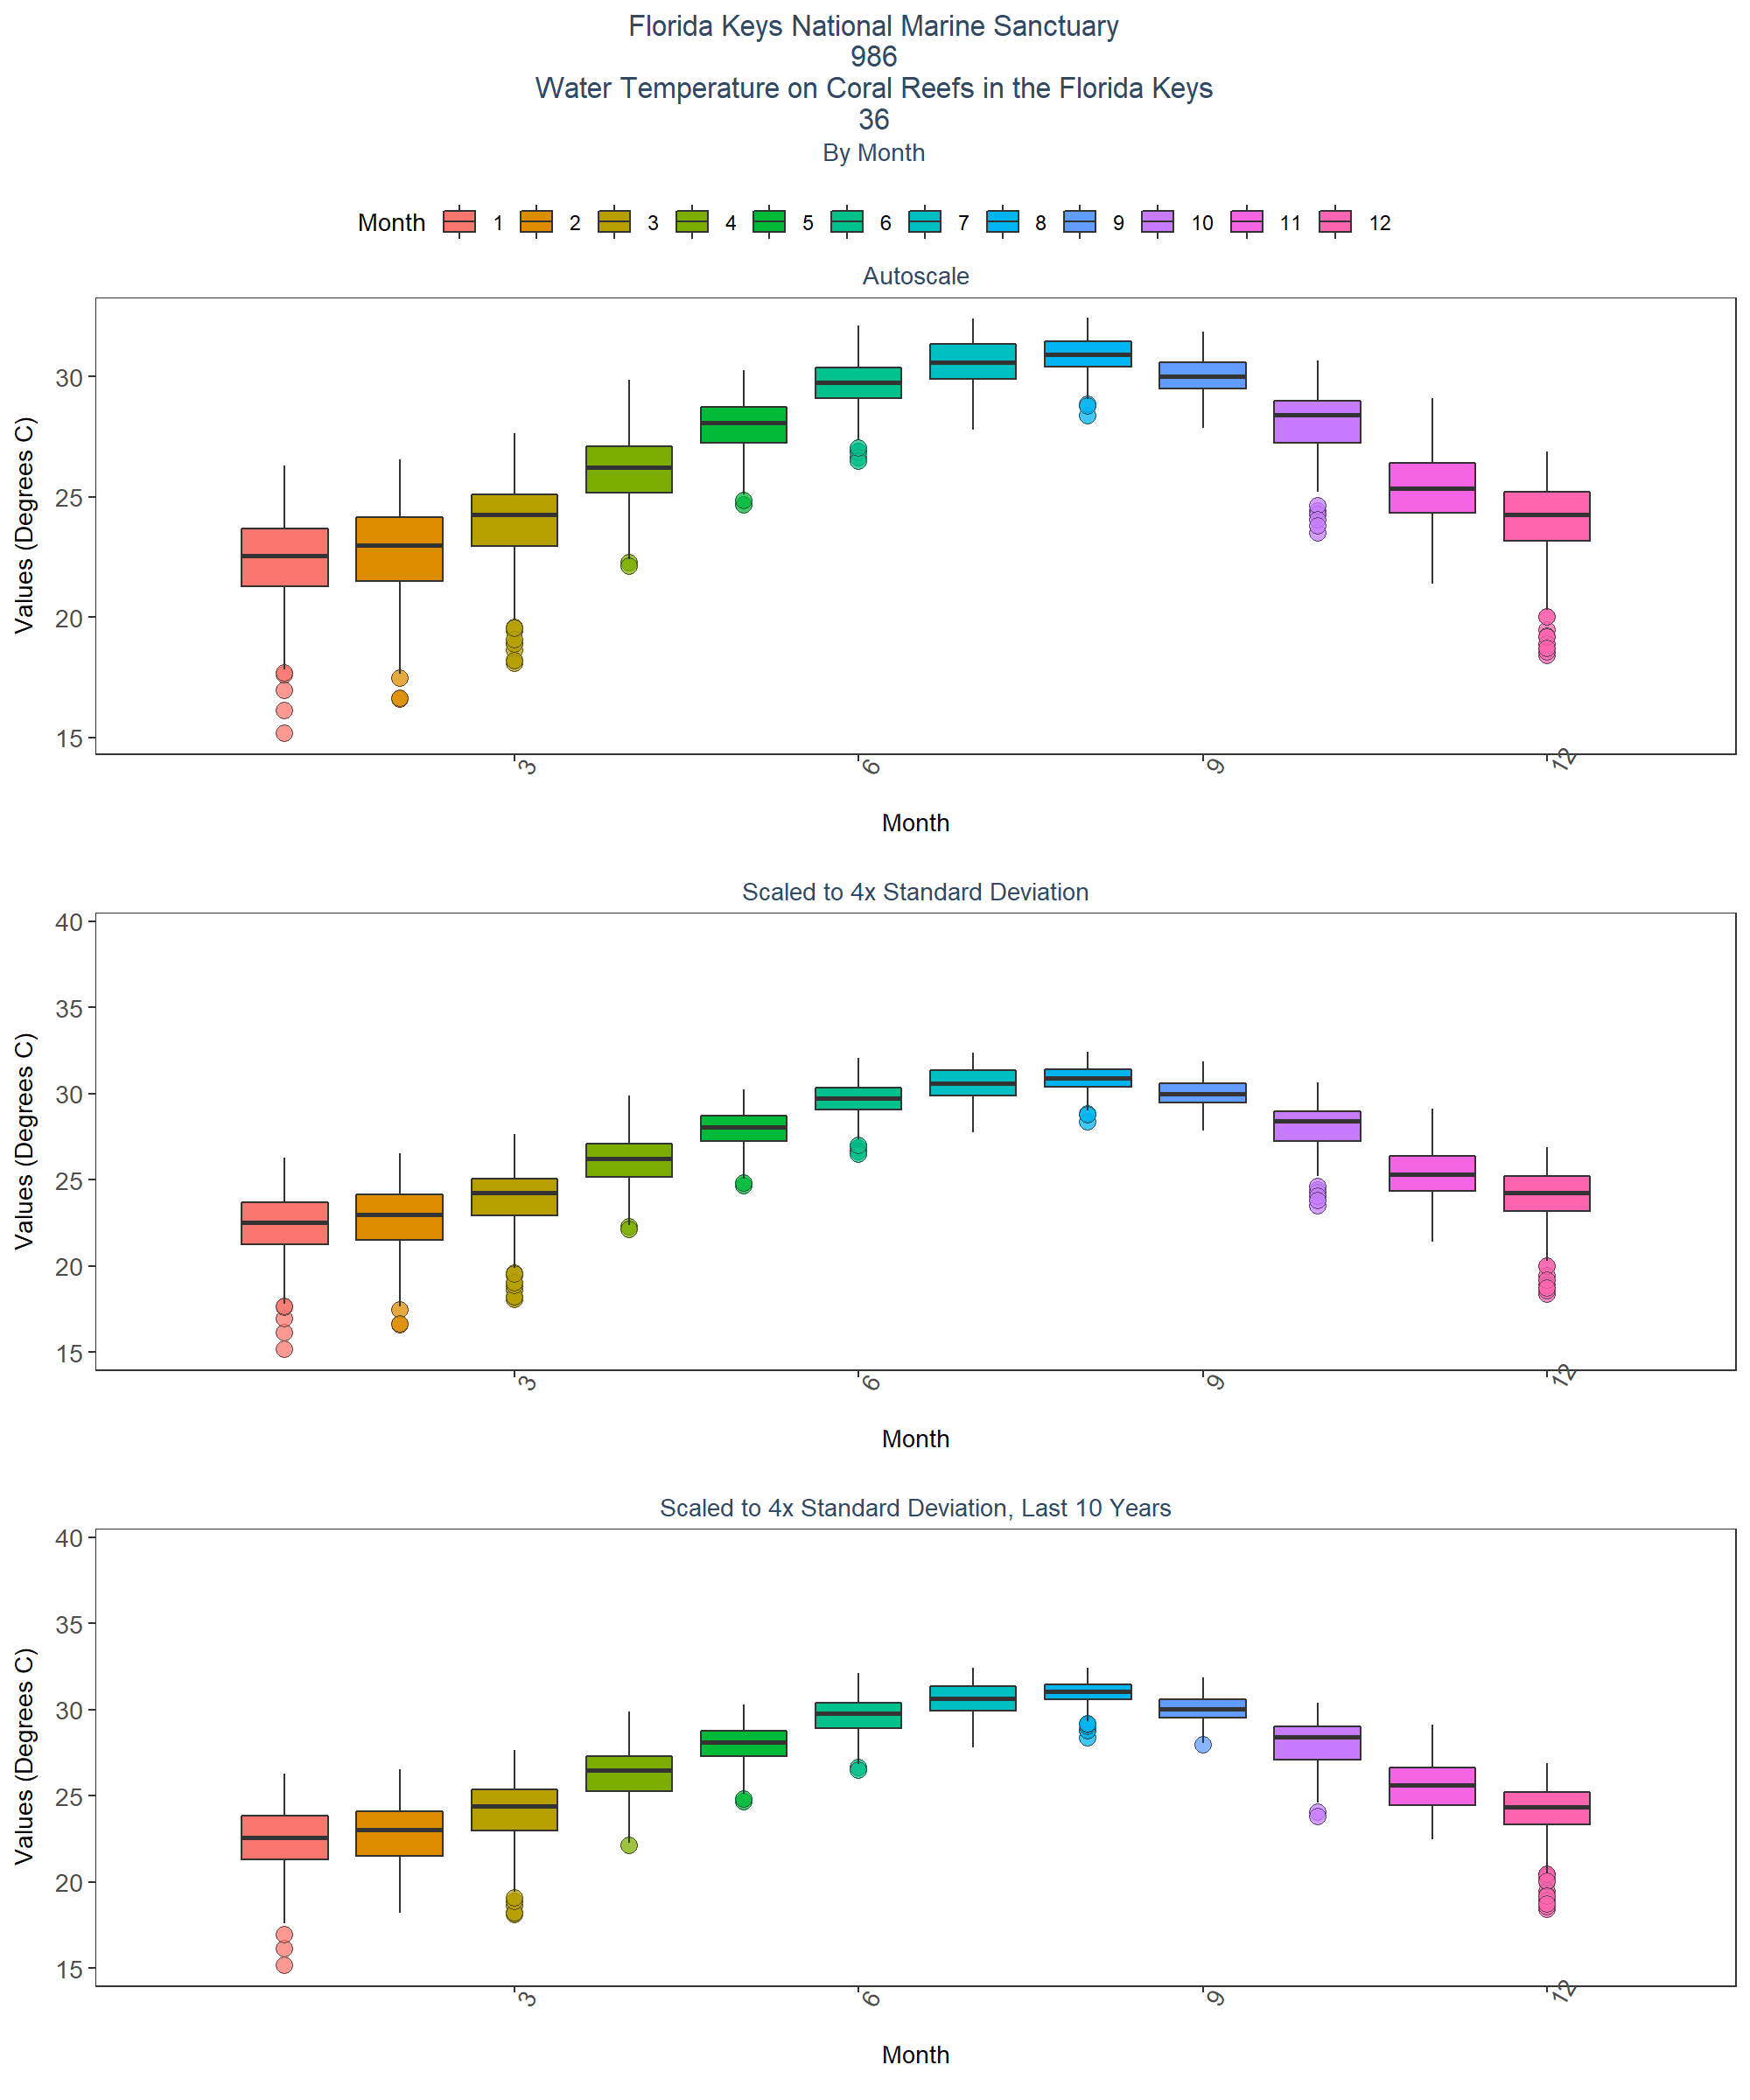 Florida Keys National Marine Sanctuary
986
Water Temperature on Coral Reefs in the Florida Keys
36
By Month
Month 1 2 3 4 5 6 7 8 9 10 11 12
Autoscale
Values (Degrees C)
30
25
20
15
3 6 9 12
Month
Scaled to 4x Standard Deviation
Values (Degrees C)
40
35
30
25
20
15
3 6 9 12
Month
Scaled to 4x Standard Deviation, Last 10 Years
Values (Degrees C)
40
35
30
25
20
15
3 6 9 12
Month